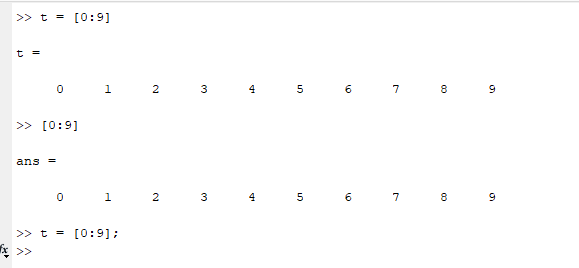 >> t = [0:9]
t =
0 1 2 3 4 5 6 7 8 9
>> [0:9]
ans =
0 1 2 3 4 5 6 7 8 9
>> t = [0:9];
fx >>